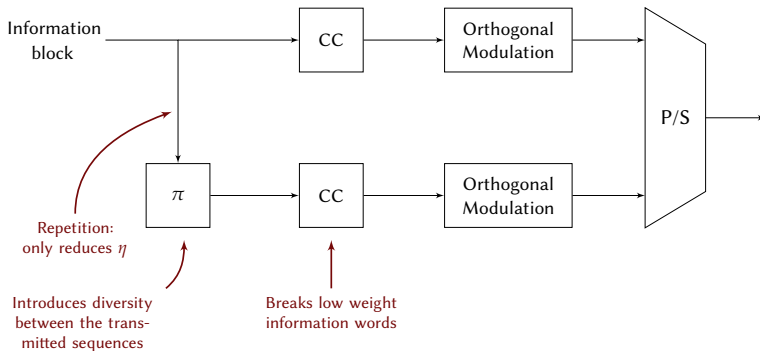 Information
block
CC
Orthogonal
Modulation
P/S
π
CC
Orthogonal
Modulation
Repetition:
only reduces η
Introduces diversity
between the trans-
mitted sequences
Breaks low weight
information words